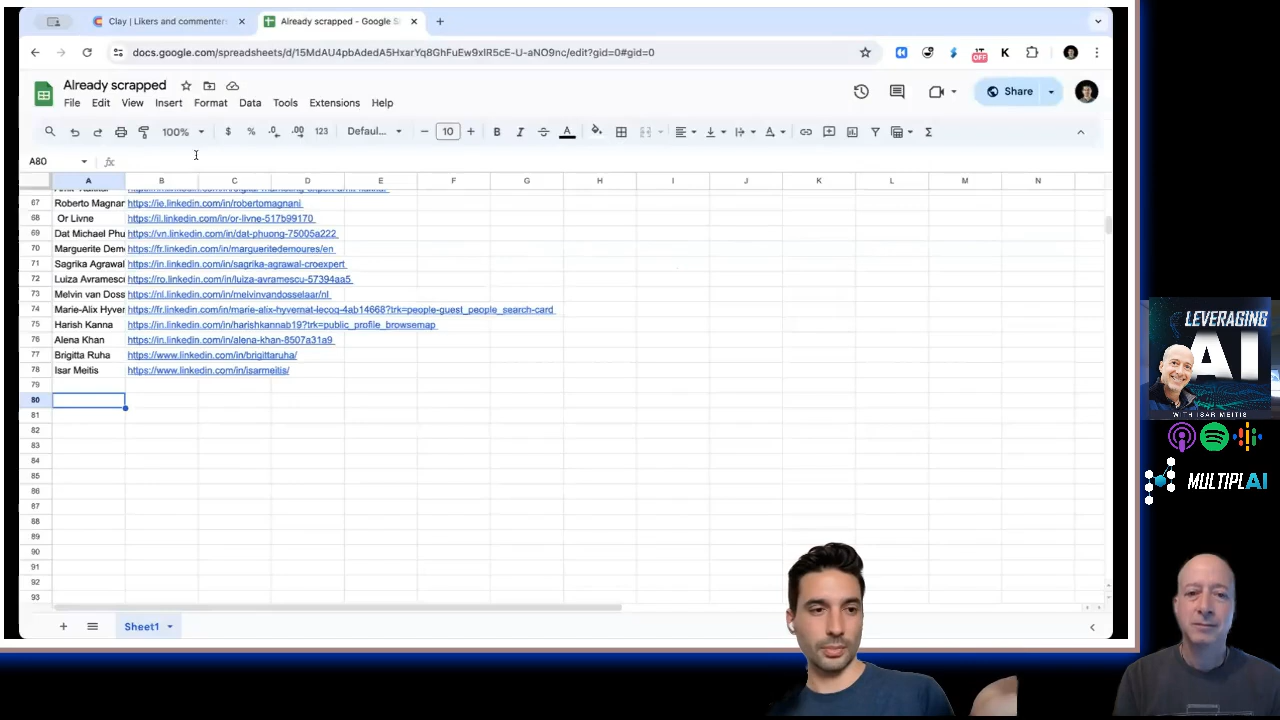 Clay | Likers and commenter
Already scrapped - Google S
docs.google.com/spreadsheets/d/15MdAU4pbAdedA5HxarYq8GhFuEw9xIR5cE-U-aNO9nc/edit?gid=0#gid=0
OFF
K
Already scrapped
Share
File Edit View Insert Format Data Tools Extensions Help
100% $ % .0 .00 123 Defaul... 10 B I A
A80
fx
A B C D E F G H I J K L M N
67 Roberto Magnar https://ie.linkedin.com/in/robertomagnani
68 Or Livne https://il.linkedin.com/in/or-livne-517b99170
69 Dat Michael Phu https://vn.linkedin.com/in/dat-phuong-75005a222
70 Marguerite Demo https://fr.linkedin.com/in/margueritedemoures/en
71 Sagrika Agrawal https://in.linkedin.com/in/sagrika-agrawal-croexpert
72 Luiza Avramescu https://ro.linkedin.com/in/luiza-avramescu-57394aa5
73 Melvin van Doss https://nl.linkedin.com/in/melvinvandosselaar/nl
74 Marie-Alix Hyver https://fr.linkedin.com/in/marie-alix-hyvernat-lecoq-4ab14668?trk=people-guest_people_search-card
75 Harish Kanna https://in.linkedin.com/in/harishkannab19?trk=public_profile_browsemap
76 Alena Khan https://in.linkedin.com/in/alena-khan-8507a31a9
77 Brigitta Ruha https://www.linkedin.com/in/brigittaruha/
78 Isar Meitis https://www.linkedin.com/in/isarmeitis/
79
80
81
82
83
84
85
86
87
88
89
90
91
92
93
Sheet1
LEVERAGING
AI
WITH ISAR MEITIS
MULTIPLAI